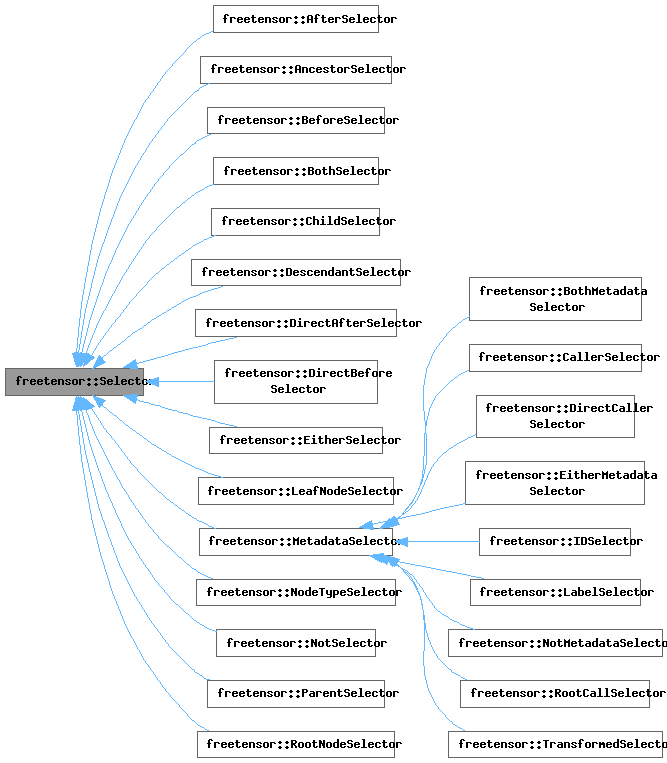 freetensor::AfterSelector
freetensor::AncestorSelector
freetensor::BeforeSelector
freetensor::BothSelector
freetensor::ChildSelector
freetensor::DescendantSelector
freetensor::DirectAfterSelector
freetensor::Selector
freetensor::DirectBefore
Selector
freetensor::EitherSelector
freetensor::LeafNodeSelector
freetensor::MetadataSelector
freetensor::NodeTypeSelector
freetensor::NotSelector
freetensor::ParentSelector
freetensor::RootNodeSelector
freetensor::BothMetadata
Selector
freetensor::CallerSelector
freetensor::DirectCaller
Selector
freetensor::EitherMetadata
Selector
freetensor::IDSelector
freetensor::LabelSelector
freetensor::NotMetadataSelecto
freetensor::RootCallSelector
freetensor::TransformedSelecto